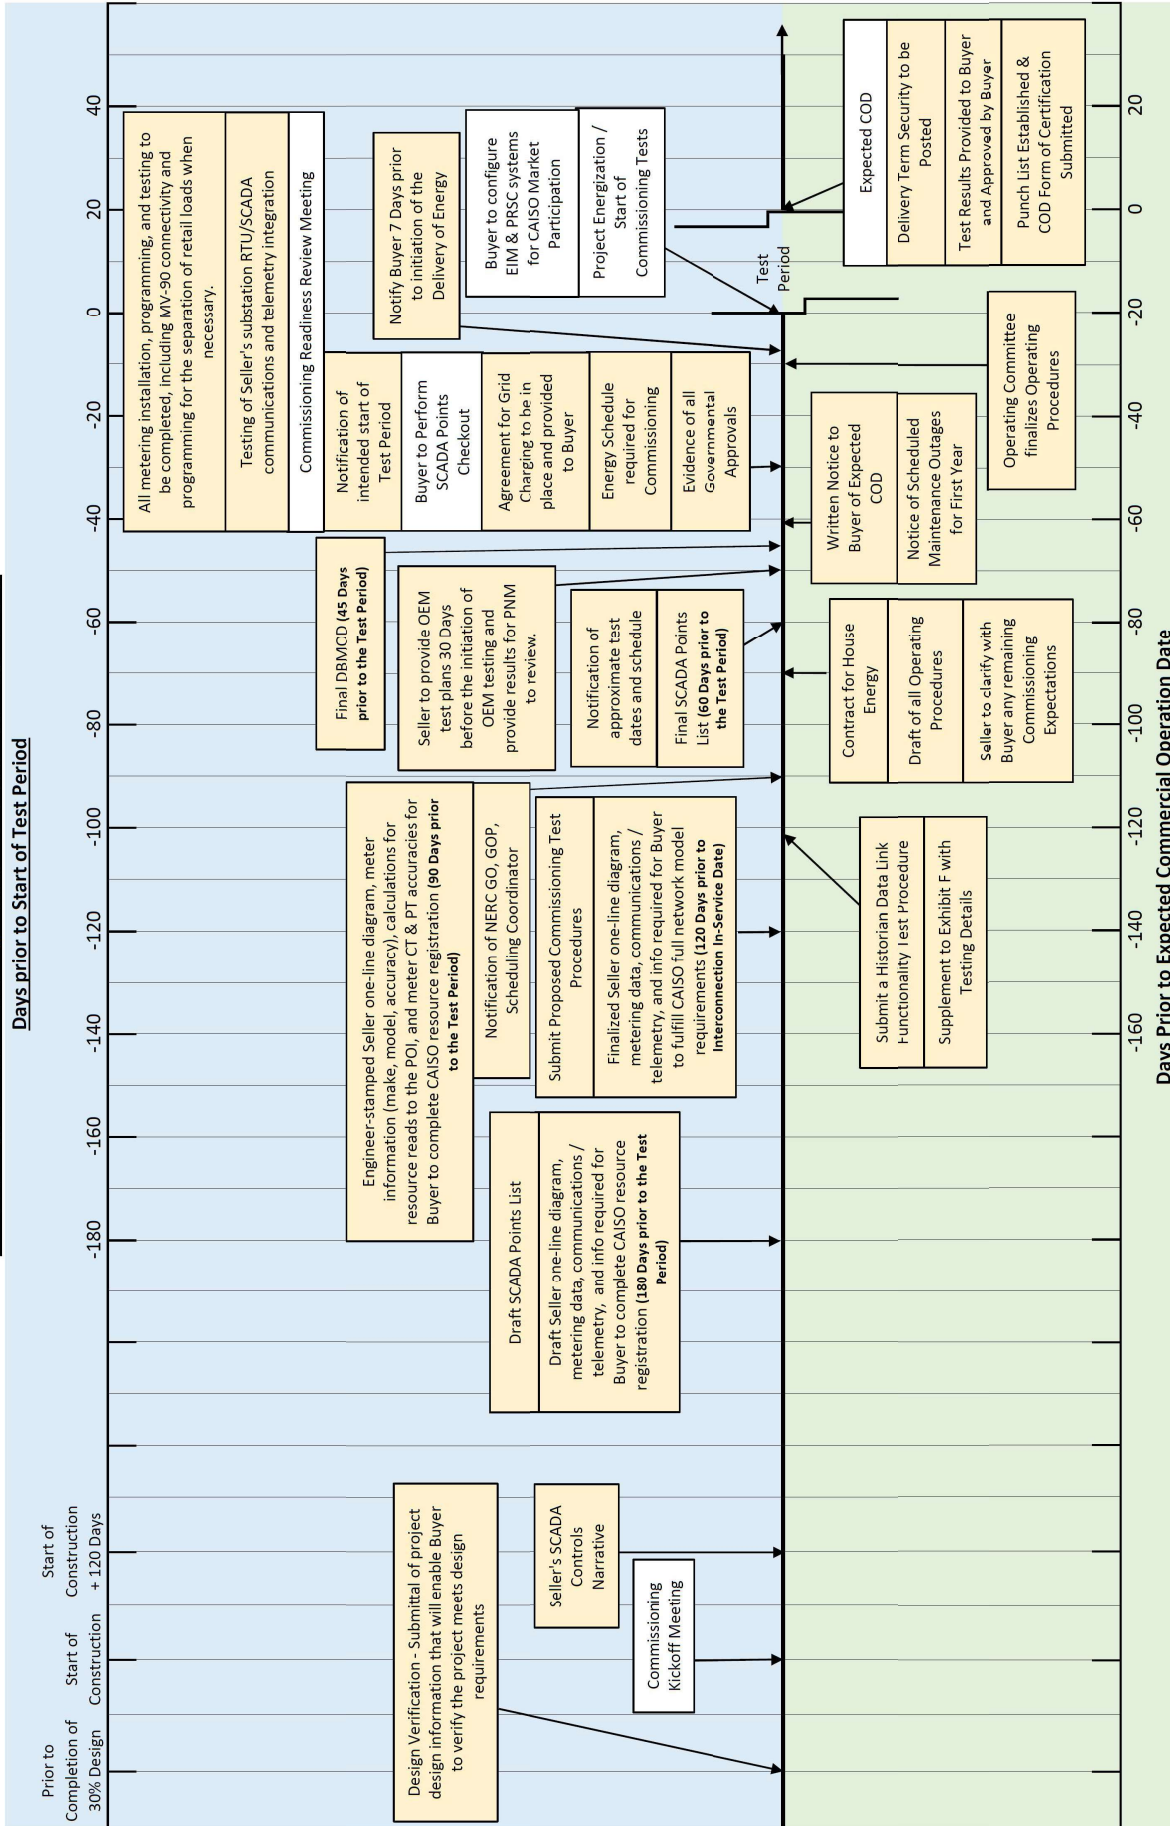 Days prior to Start of Test Period
Prior to
Completion of
30% Design
Start of
Construction
Start of
Construction
+ 120 Days
-180
-160
-140
-120
-100
-80
-60
-40
-20
0
20
40
Design Verification - Submittal of project
design information that will enable Buyer
to verify the project meets design
requirements
Seller's SCADA
Controls
Narrative
Commissioning
Kickoff Meeting
Draft SCADA Points List
Draft Seller one-line diagram,
metering data, communications /
telemetry, and info required for
Buyer to complete CAISO resource
registration (180 Days prior to the Test
Period)
Engineer-stamped Seller one-line diagram, meter
information (make, model, accuracy), calculations for
resource reads to the POI, and meter CT & PT accuracies for
Buyer to complete CAISO resource registration (90 Days prior
to the Test Period)
Notification of NERC GO, GOP,
Scheduling Coordinator
Submit Proposed Commissioning Test
Procedures
Finalized Seller one-line diagram,
metering data, communications /
telemetry, and info required for Buyer
to fulfill CAISO full network model
requirements (120 Days prior to
Interconnection In-Service Date)
Final DBMCD (45 Days
prior to the Test Period)
Seller to provide OEM
test plans 30 Days
before the initiation of
OEM testing and
provide results for PNM
to review.
Notification of
approximate test
dates and schedule
Final SCADA Points
List (60 Days prior to
the Test Period)
All metering installation, programming, and testing to
be completed, including MV-90 connectivity and
programming for the separation of retail loads when
necessary.
Testing of Seller's substation RTU/SCADA
communications and telemetry integration
Commissioning Readiness Review Meeting
Notification of
intended start of
Test Period
Buyer to Perform
SCADA Points
Checkout
Agreement for Grid
Charging to be in
place and provided
to Buyer
Energy Schedule
required for
Commissioning
Evidence of all
Governmental
Approvals
Notify Buyer 7 Days prior
to initiation of the
Delivery of Energy
Buyer to configure
EIM & PRSC systems
for CAISO Market
Participation
Project Energization /
Start of
Commissioning Tests
Test
Period
Submit a Historian Data Link
Functionality Test Procedure
Supplement to Exhibit F with
Testing Details
Contract for House
Energy
Draft of all Operating
Procedures
Seller to clarify with
Buyer any remaining
Commissioning
Expectations
Written Notice to
Buyer of Expected
COD
Notice of Scheduled
Maintenance Outages
for First Year
Operating Committee
finalizes Operating
Procedures
Expected COD
Delivery Term Security to be
Posted
Test Results Provided to Buyer
and Approved by Buyer
Punch List Established &
COD Form of Certification
Submitted
-160
-140
-120
-100
-80
-60
-40
-20
0
20
Days Prior to Expected Commercial Operation Date